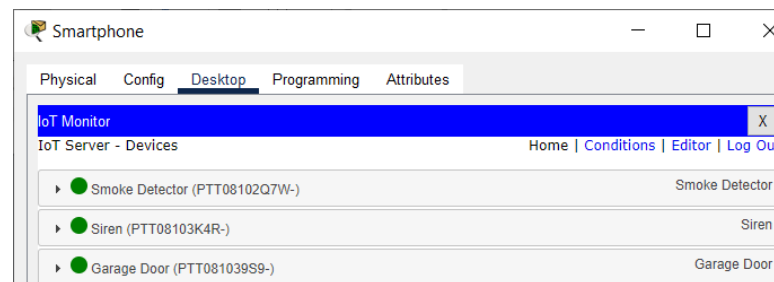 Smartphone
Physical Config Desktop Programming Attributes
IoT Monitor X
IoT Server - Devices Home | Conditions | Editor | Log Ou
Smoke Detector (PTT08102Q7W-) Smoke Detector
Siren (PTT08103K4R-) Siren
Garage Door (PTT081039S9-) Garage Door